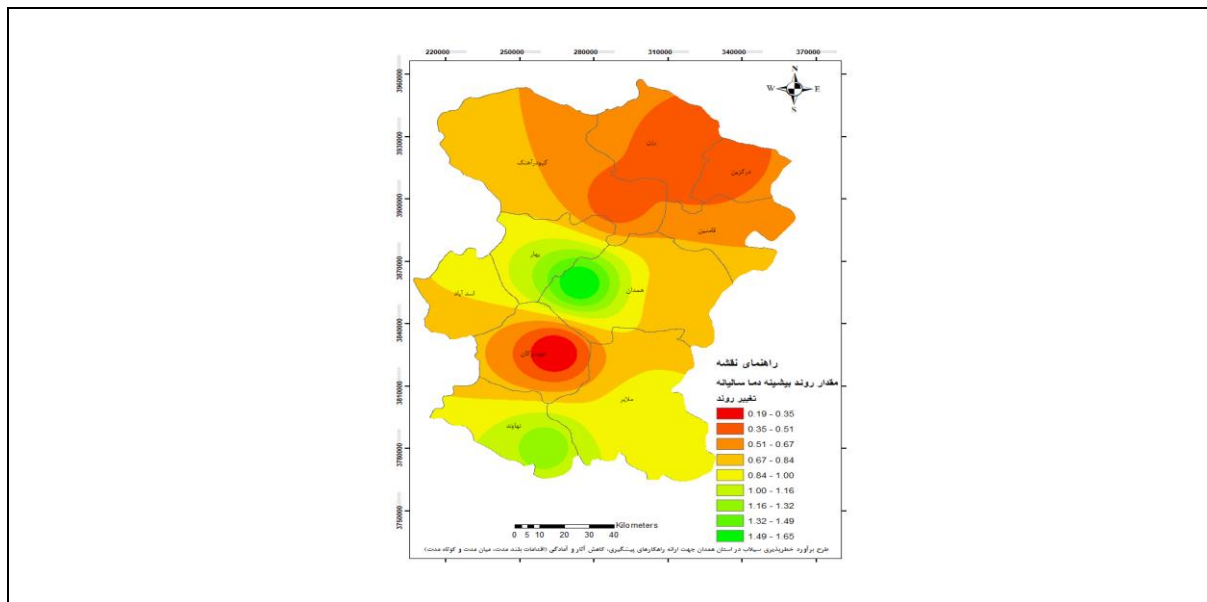 220000 250000 280000 310000 340000 370000
N
W E
S
3960000
3930000
3900000
3870000
3840000
3810000
3780000
3750000
رزن
کبودرآهنگ
درگزین
فامنین
بهار
همدان
اسد آباد
تویسرکان
ملایر
نهاوند
راهنمای نقشه
مقدار روند بیشینه دما سالیانه
تغییر روند
0.19 - 0.35
0.35 - 0.51
0.51 - 0.67
0.67 - 0.84
0.84 - 1.00
1.00 - 1.16
1.16 - 1.32
1.32 - 1.49
1.49 - 1.65
Kilometers
0 5 10 20 30 40
طرح برآورد خطرپذیری سیلاب در استان همدان جهت ارائه راهکارهای پیشگیری، کاهش آثار و آمادگی (اقدامات بلند مدت، میان مدت و کوتاه مدت)